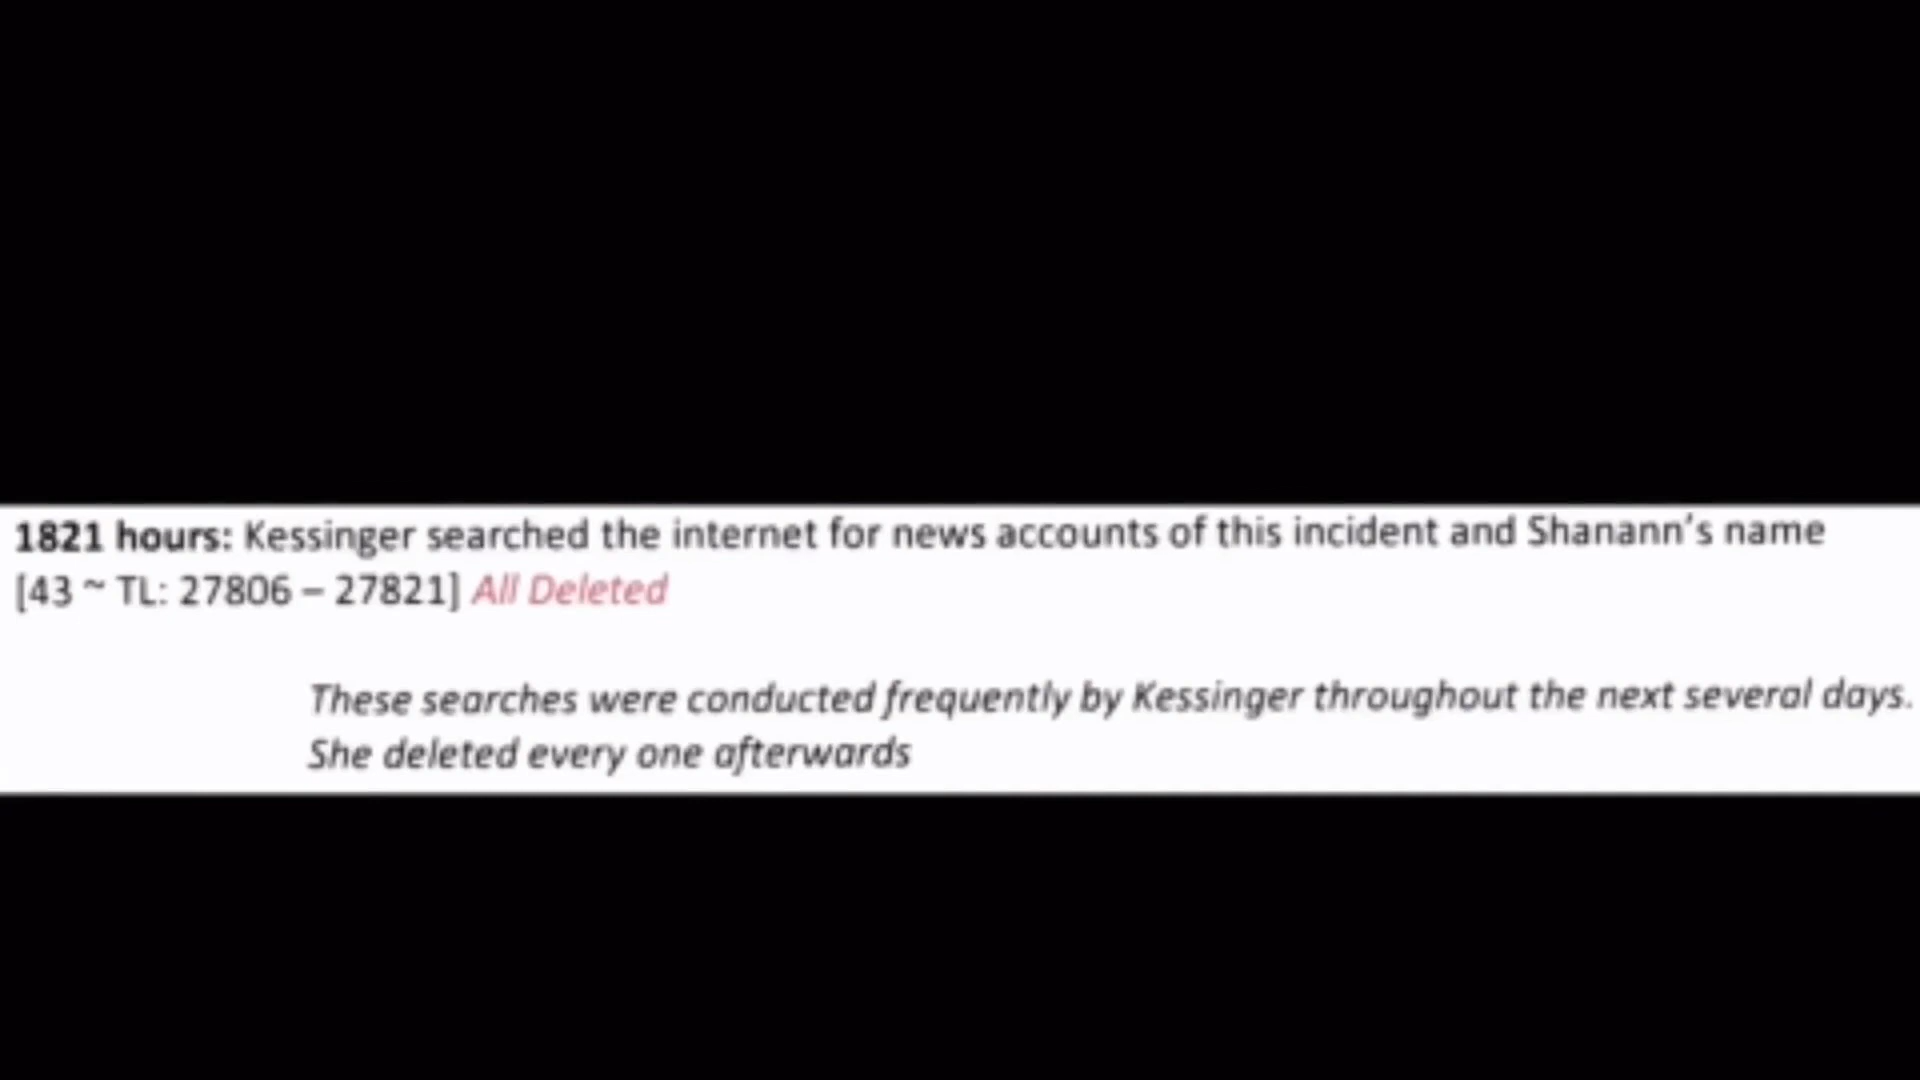 1821 hours: Kessinger searched the internet for news accounts of this incident and Shanann's name
[43 ~ TL: 27806 – 27821] All Deleted
These searches were conducted frequently by Kessinger throughout the next several days.
She deleted every one afterwards